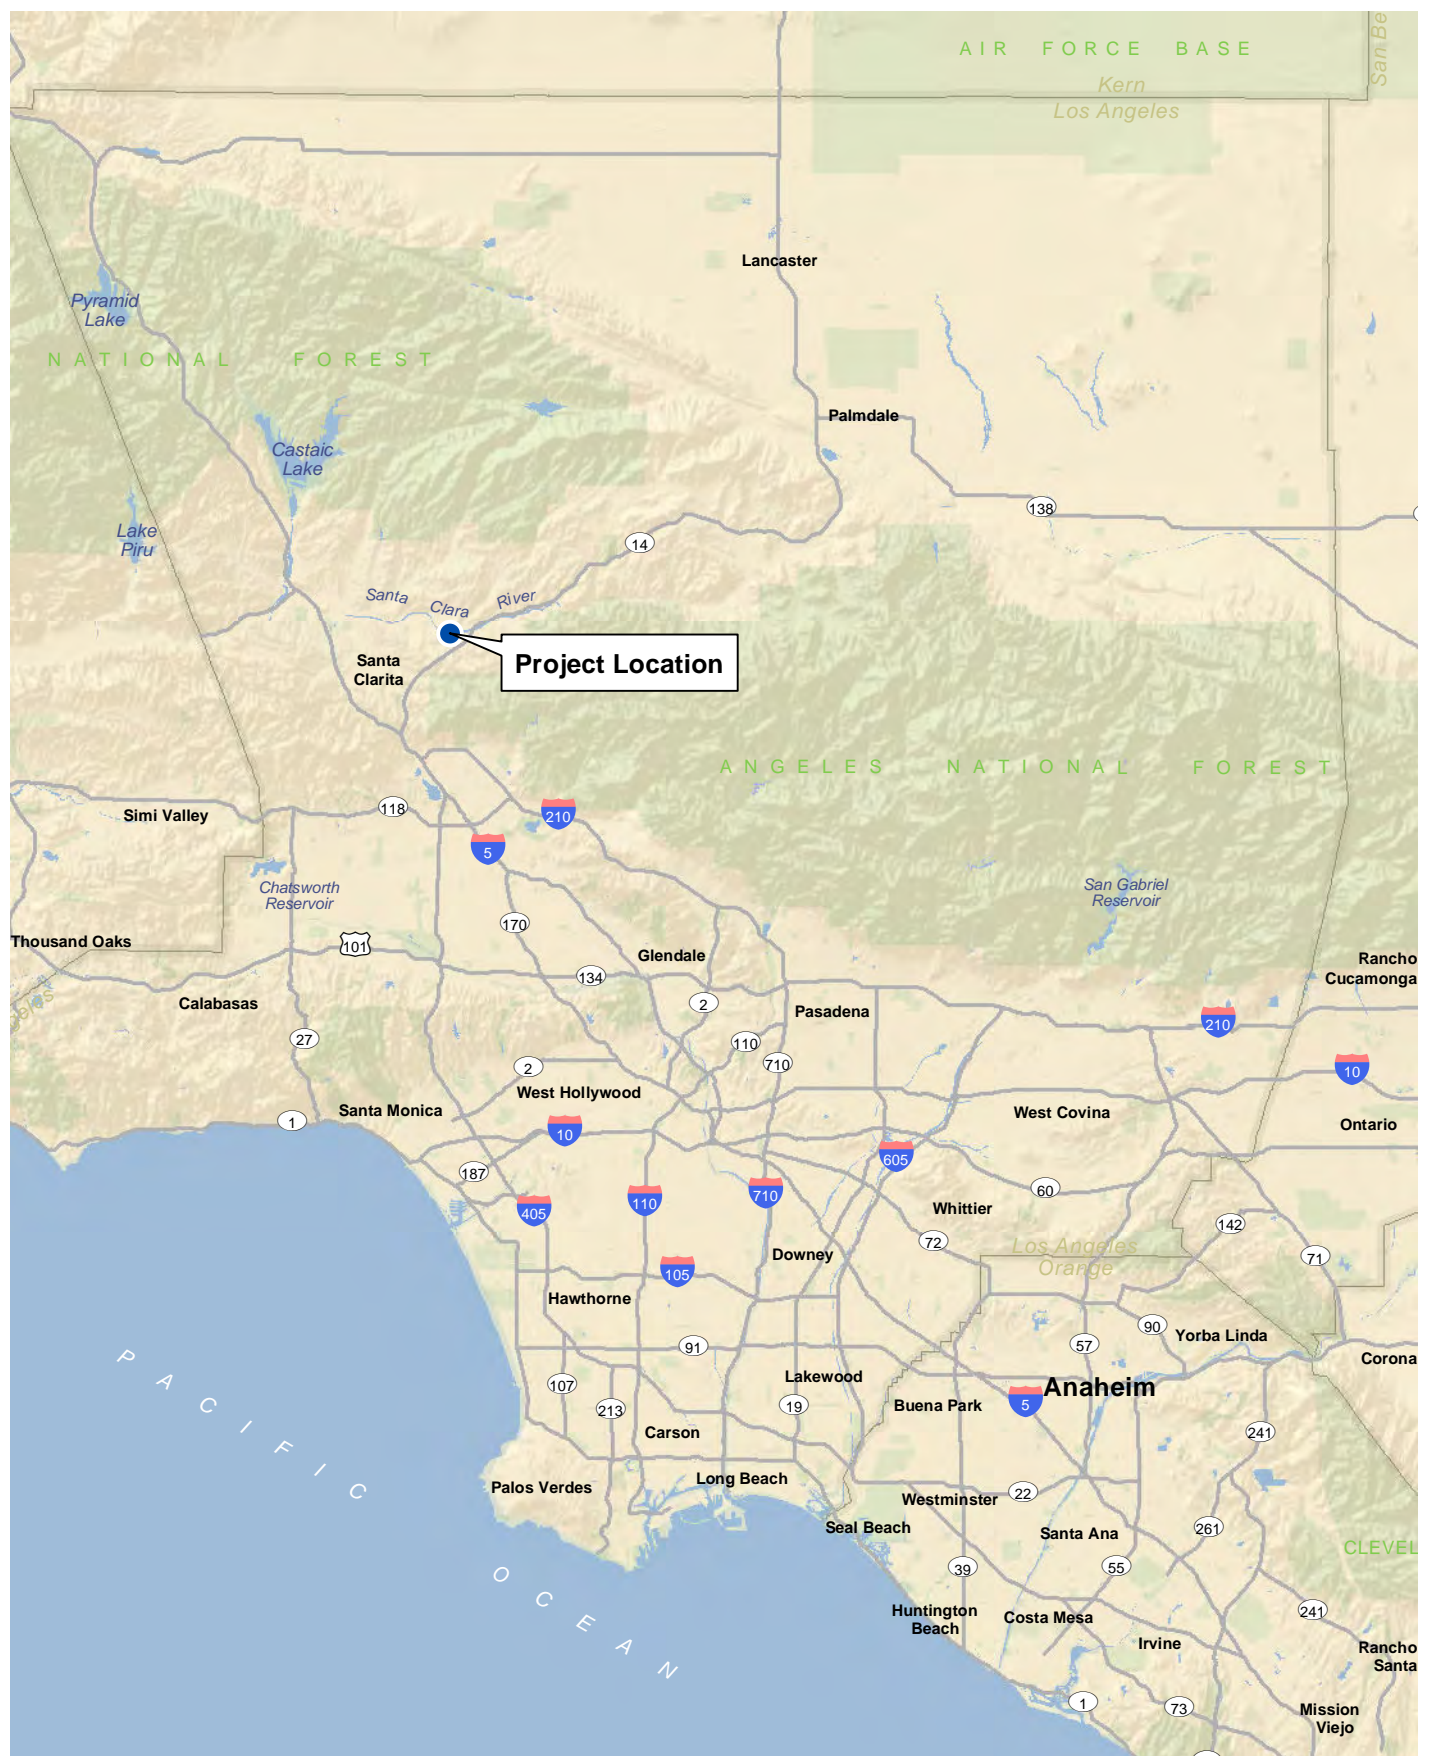 AIR FORCE BASE
San Be
Kern
Los Angeles
Lancaster
Pyramid
Lake
NATIONAL FOREST
Palmdale
Castaic
Lake
138
Lake
Piru
14
Santa Clara River
Project Location
Santa
Clarita
ANGELES NATIONAL FOREST
118
210
Simi Valley
5
Chatsworth
Reservoir
San Gabriel
Reservoir
170
Thousand Oaks
101
Glendale
Rancho
Cucamonga
134
Calabasas
2
Pasadena
210
27
110
710
2
10
West Hollywood
Santa Monica
West Covina
1
10
Ontario
605
187
60
405
110
710
Whittier
142
72
Los Angeles
Orange
Downey
71
105
Hawthorne
90
Yorba Linda
91
57
Corona
Lakewood
107
Anaheim
Buena Park
5
213
19
Carson
241
PACIFIC
Long Beach
Palos Verdes
Westminster
22
Seal Beach
Santa Ana
261
CLEVEL
39
55
OCEAN
Huntington
Beach
Costa Mesa
241
Irvine
Rancho
Santa
1
73
Mission
Viejo